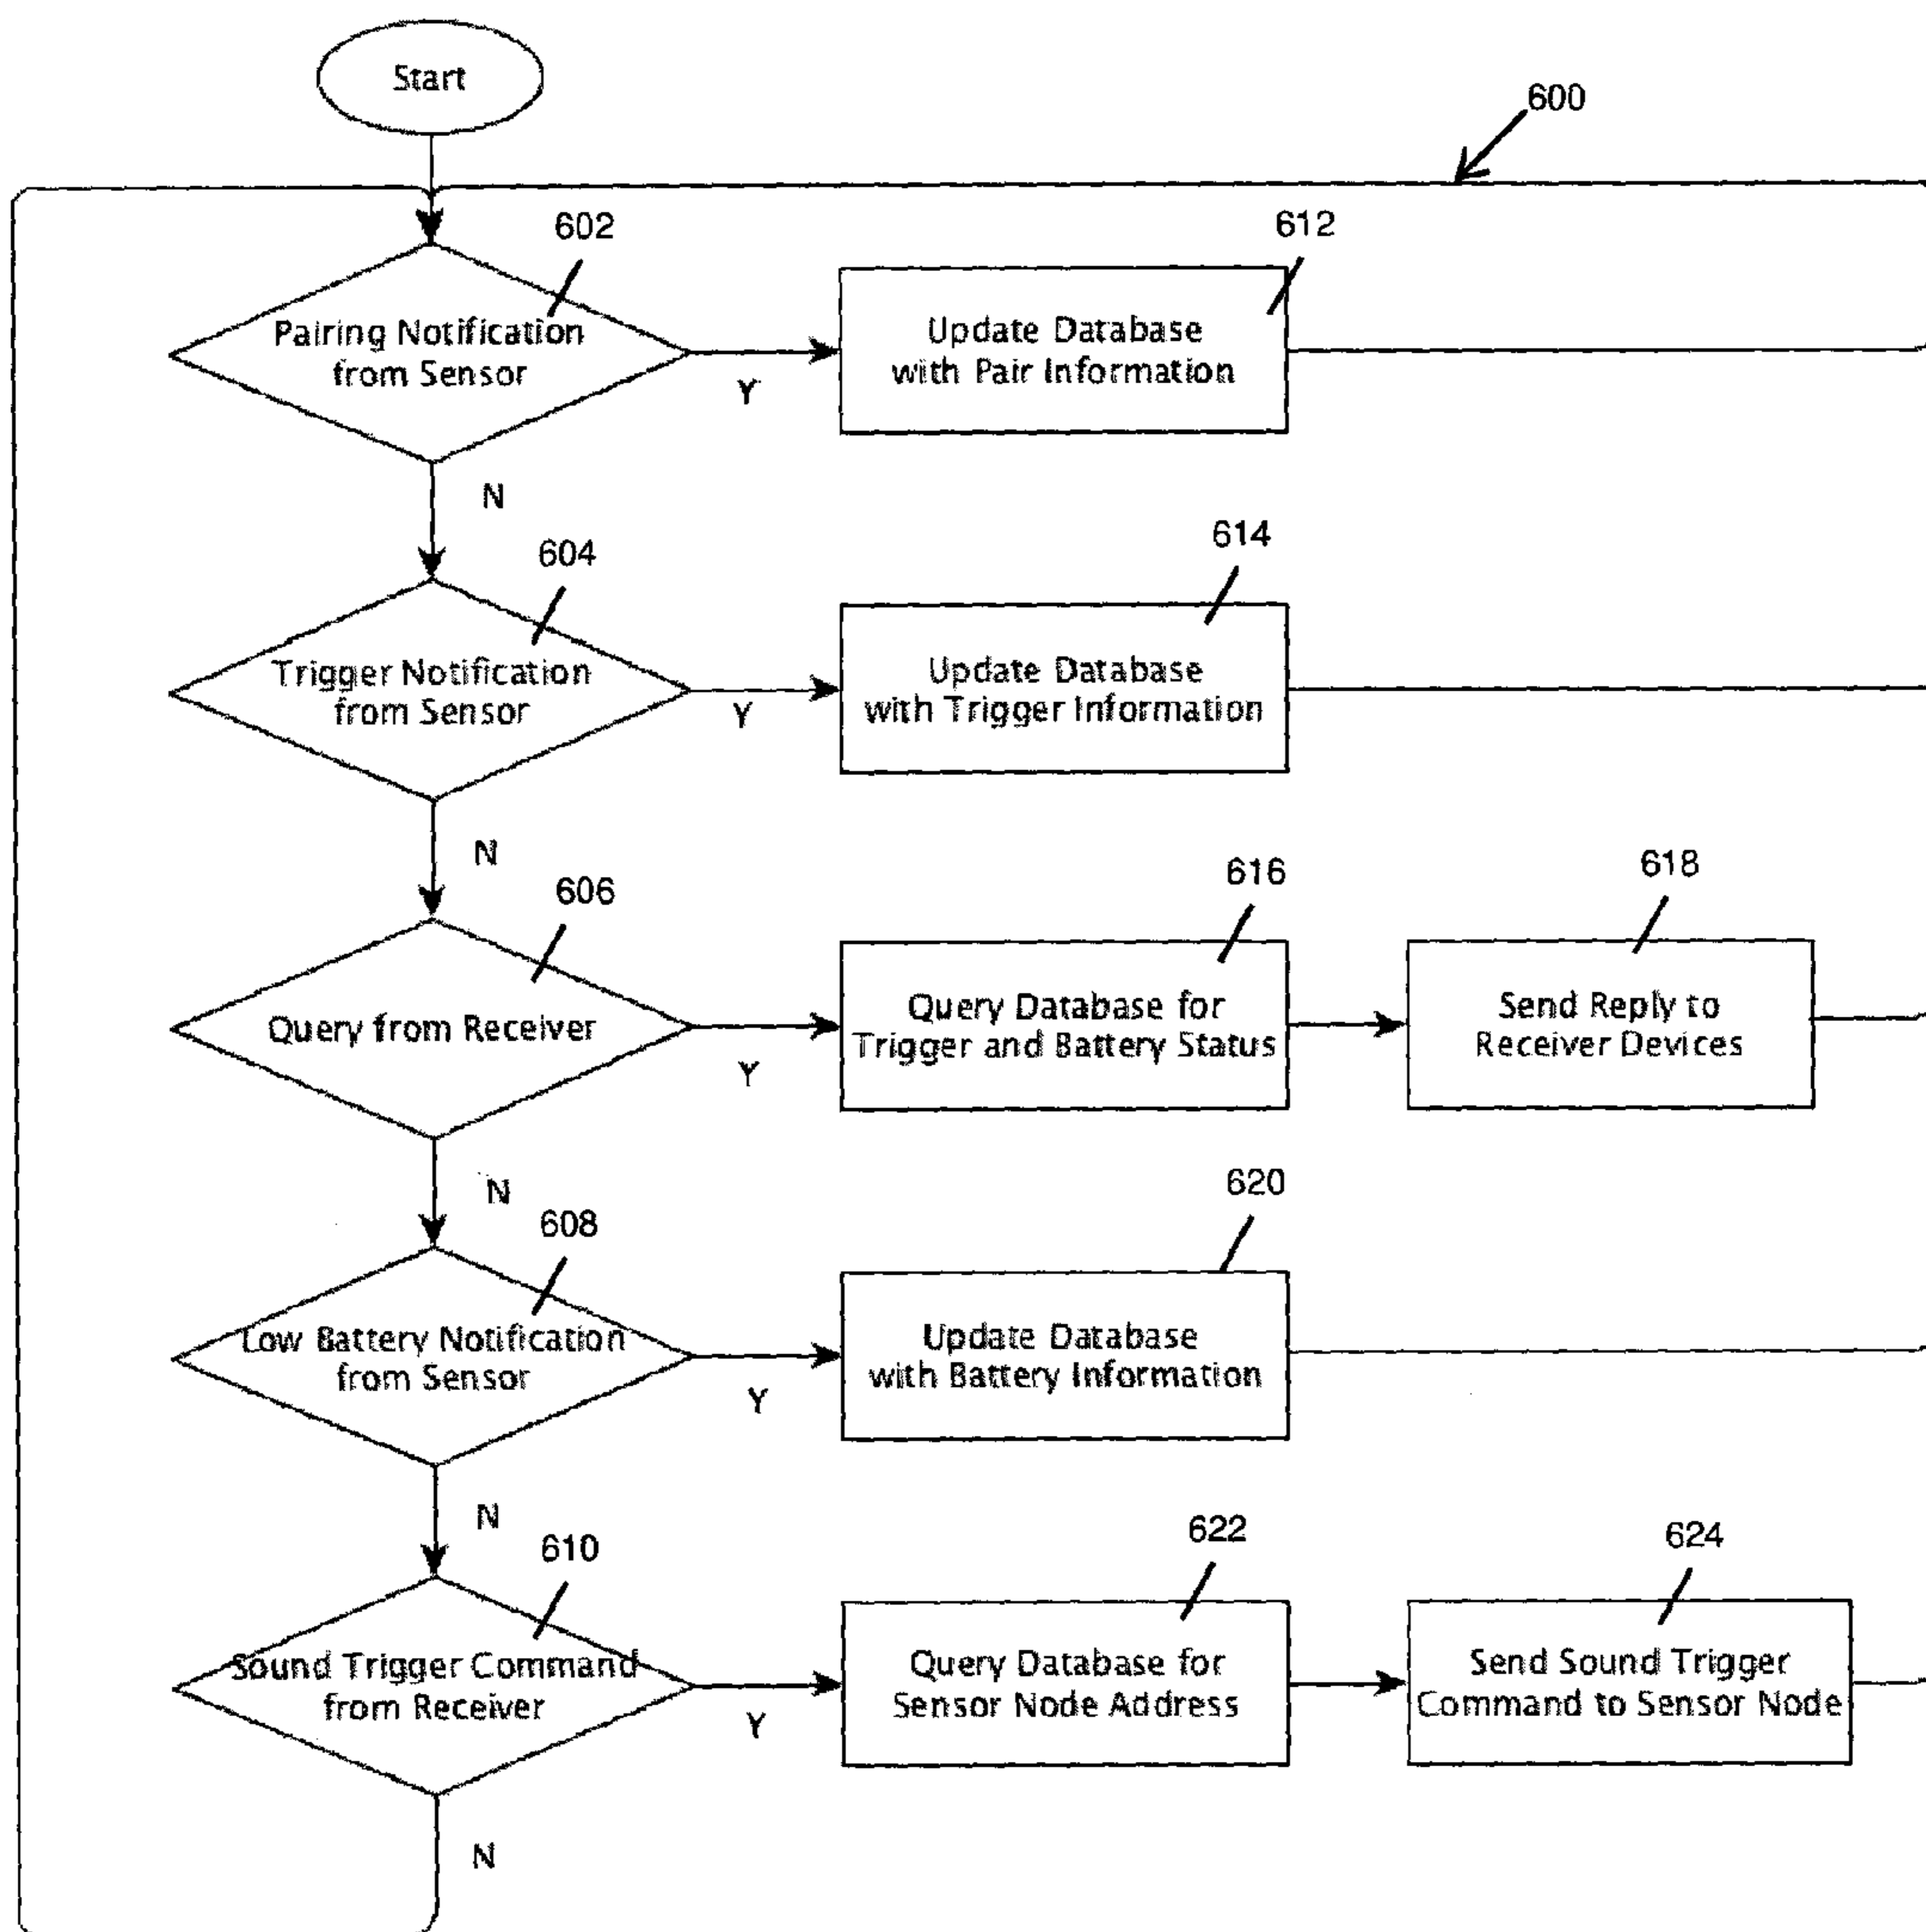 Start
600
602
612
Pairing Notification
from Sensor
Y
Update Database
with Pair Information
N
604
614
Trigger Notification
from Sensor
Y
Update Database
with Trigger Information
N
606
616
618
Query from Receiver
Y
Query Database for
Trigger and Battery Status
Send Reply to
Receiver Devices
N
608
620
Low Battery Notification
from Sensor
Y
Update Database
with Battery Information
N
610
622
624
Sound Trigger Command
from Receiver
Y
Query Database for
Sensor Node Address
Send Sound Trigger
Command to Sensor Node
N